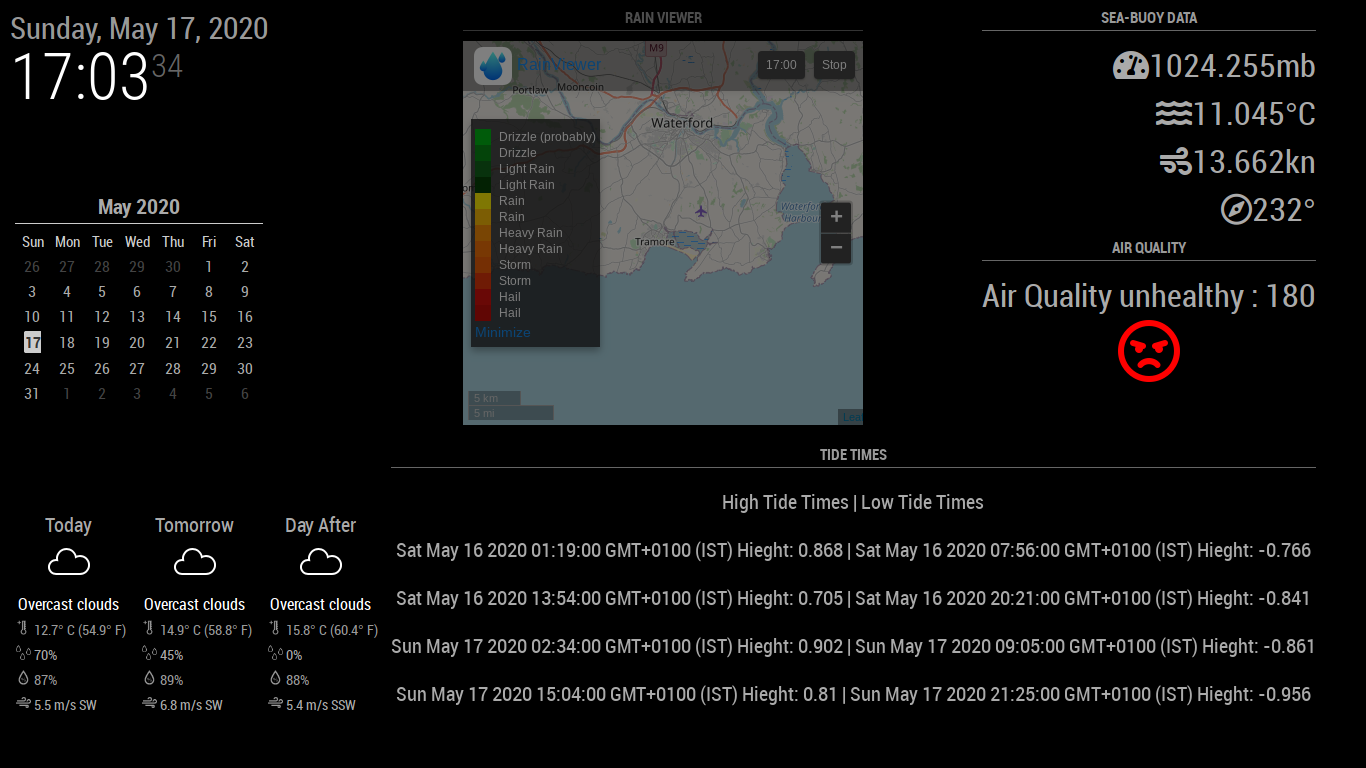 Sunday, May 17, 2020
17:03 34
May 2020
Sun Mon Tue Wed Thu Fri Sat
26 27 28 29 30 1 2
3 4 5 6 7 8 9
10 11 12 13 14 15 16
17 18 19 20 21 22 23
24 25 26 27 28 29 30
31 1 2 3 4 5 6
RAIN VIEWER
M9
RainViewer
17:00 Stop
Portlaw Mooncoin
Waterford
Drizzle (probably)
Drizzle
Light Rain
Light Rain
Rain
Rain
Heavy Rain
Heavy Rain
Storm
Storm
Hail
Hail
Minimize
Waterford
Harbour
+
−
Tramore
5 km
5 mi
SEA-BUOY DATA
1024.255mb
11.045°C
13.662kn
232°
AIR QUALITY
Air Quality unhealthy : 180
Today Tomorrow Day After
Overcast clouds Overcast clouds Overcast clouds
12.7° C (54.9° F) 14.9° C (58.8° F) 15.8° C (60.4° F)
70% 45% 0%
87% 89% 88%
5.5 m/s SW 6.8 m/s SW 5.4 m/s SSW
TIDE TIMES
High Tide Times | Low Tide Times
Sat May 16 2020 01:19:00 GMT+0100 (IST) Hieght: 0.868 | Sat May 16 2020 07:56:00 GMT+0100 (IST) Hieght: -0.766
Sat May 16 2020 13:54:00 GMT+0100 (IST) Hieght: 0.705 | Sat May 16 2020 20:21:00 GMT+0100 (IST) Hieght: -0.841
Sun May 17 2020 02:34:00 GMT+0100 (IST) Hieght: 0.902 | Sun May 17 2020 09:05:00 GMT+0100 (IST) Hieght: -0.861
Sun May 17 2020 15:04:00 GMT+0100 (IST) Hieght: 0.81 | Sun May 17 2020 21:25:00 GMT+0100 (IST) Hieght: -0.956